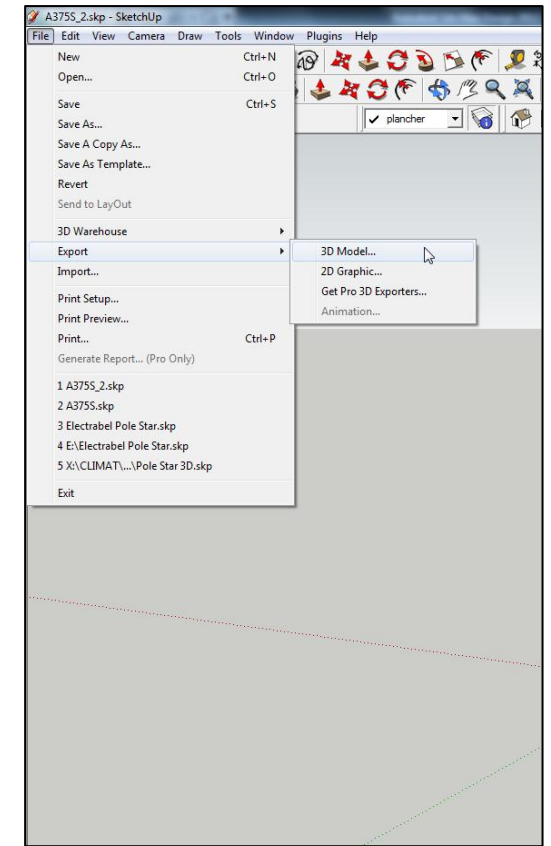 A375S_2.skp - SketchUp
File Edit View Camera Draw Tools Window Plugins Help
New Ctrl+N
Open... Ctrl+O
Save Ctrl+S
Save As...
Save A Copy As...
Save As Template...
Revert
Send to LayOut
plancher
3D Warehouse
Export
Import...
3D Model...
2D Graphic...
Get Pro 3D Exporters...
Animation...
Print Setup...
Print Preview...
Print... Ctrl+P
Generate Report... (Pro Only)
1 A375S_2.skp
2 A375S.skp
3 Electrabel Pole Star.skp
4 E:\Electrabel Pole Star.skp
5 X:\CLIMAT\...\Pole Star 3D.skp
Exit